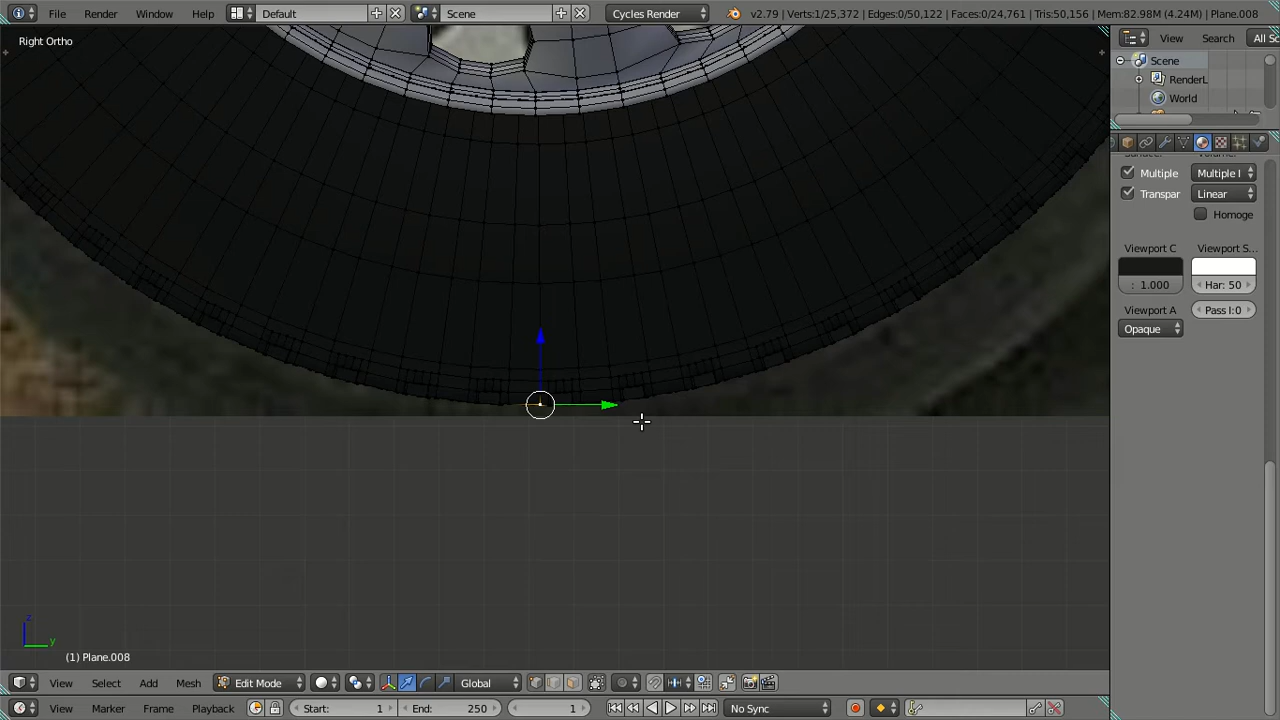 File Render Window Help Default Scene Cycles Render v2.79 | Verts:1/25,372 | Edges:0/50,122 | Faces:0/24,761 | Tris:50,156 | Mem:82.98M (4.24M) | Plane.008
Right Ortho
View Search All Sc
Scene
RenderL
World
Multiple Multiple I
Transpar Linear
Homoge
Viewport C Viewport S...
: 1.000 Har: 50
Viewport A Pass I:0
Opaque
z
y
(1) Plane.008
View Select Add Mesh Edit Mode Global
View Marker Frame Playback Start: 1 End: 250 1 No Sync